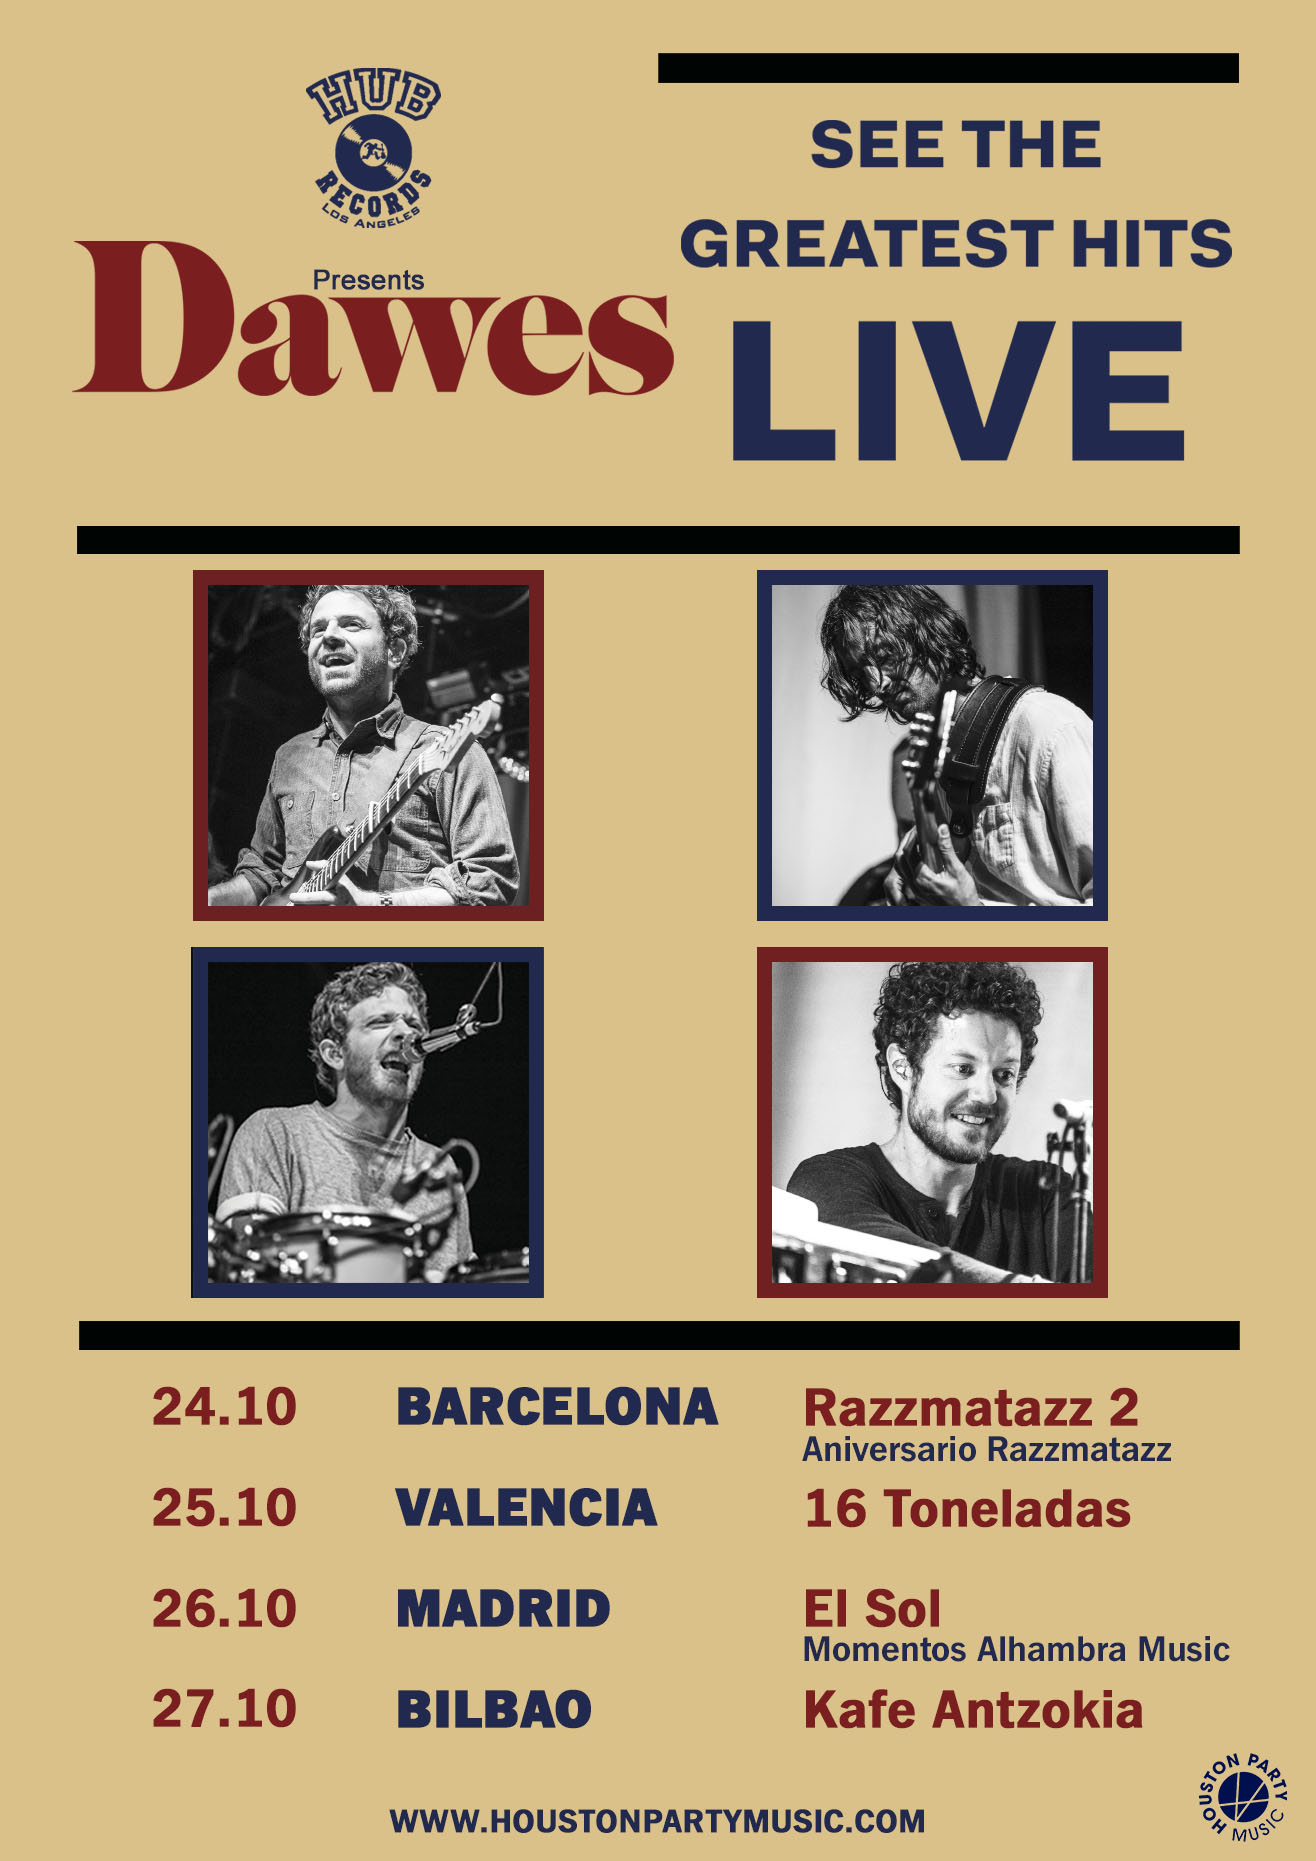 HUB
RECORDS
LOS ANGELES
Presents
Dawes
SEE THE
GREATEST HITS
LIVE
24.10 BARCELONA Razzmatazz 2
Aniversario Razzmatazz
25.10 VALENCIA 16 Toneladas
26.10 MADRID El Sol
Momentos Alhambra Music
27.10 BILBAO Kafe Antzokia
WWW.HOUSTONPARTYMUSIC.COM
HOUSTON PARTY
MUSIC